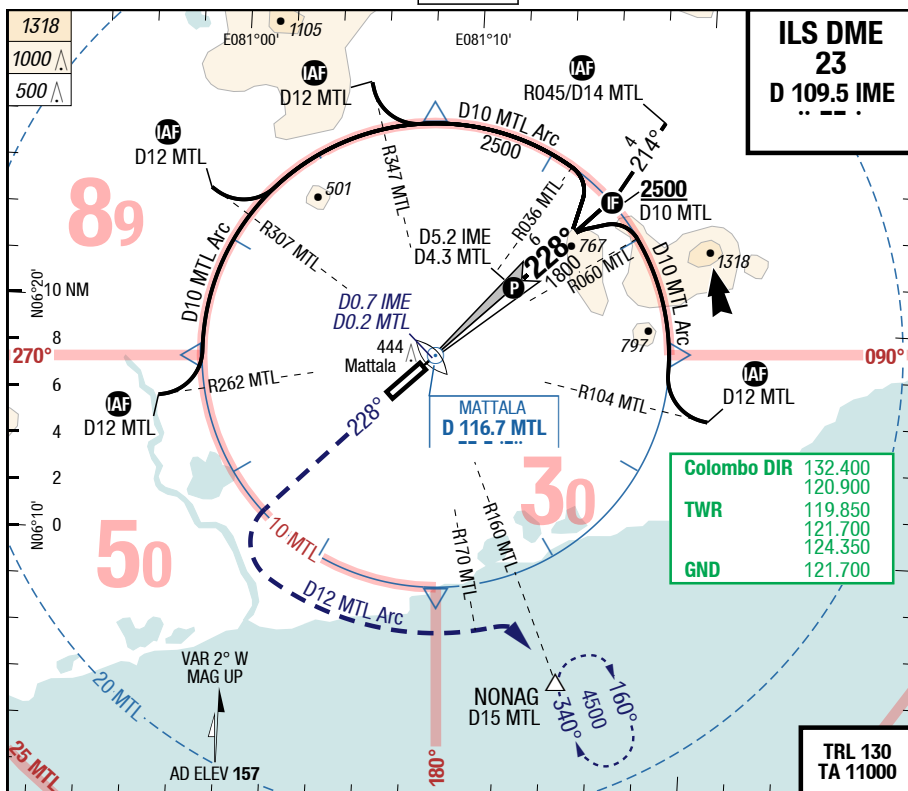 1318
1000
500
1105
E081°00'
E081°10'
ILS DME
23
D 109.5 IME
IAF
D12 MTL
IAF
R045/D14 MTL
IAF
D12 MTL
D10 MTL Arc
2500
4
214°
R347 MTL
R036 MTL
IF
2500
D10 MTL
89
501
R307 MTL
D10 MTL Arc
D5.2 IME
D4.3 MTL
6
228°
1800
767
R060 MTL
1318
D10 MTL Arc
P
N06°20'
10 NM
8
6
4
2
0
N06°10'
D0.7 IME
D0.2 MTL
797
270°
090°
444
Mattala
R262 MTL
IAF
D12 MTL
IAF
D12 MTL
R104 MTL
228°
MATTALA
D 116.7 MTL
30
Colombo DIR 132.400
120.900
TWR 119.850
121.700
124.350
GND 121.700
50
10 MTL
R160 MTL
R170 MTL
D12 MTL Arc
VAR 2° W
MAG UP
20 MTL
NONAG
D15 MTL
340°
4500
160°
180°
25 MTL
AD ELEV 157
TRL 130
TA 11000